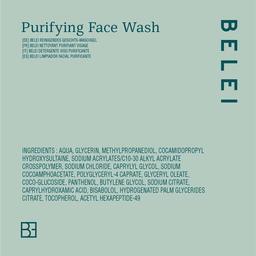 Purifying Face Wash
[DE] BELEI REINIGENDES GESICHTS-WASCHGEL
[FR] BELEI NETTOYANT PURIFIANT VISAGE
[IT] BELEI DETERGENTE VISO PURIFICANTE
[ES] BELEI LIMPIADOR FACIAL PURIFICANTE
BELEI
INGREDIENTS : AQUA, GLYCERIN, METHYLPROPANEDIOL, COCAMIDOPROPYL
HYDROXYSULTAINE, SODIUM ACRYLATES/C10-30 ALKYL ACRYLATE
CROSSPOLYMER, SODIUM CHLORIDE, CAPRYLYL GLYCOL, SODIUM
COCOAMPHOACETATE, POLYGLYCERYL-4 CAPRATE, GLYCERYL OLEATE,
COCO-GLUCOSIDE, PANTHENOL, BUTYLENE GLYCOL, SODIUM CITRATE,
CAPRYLHYDROXAMIC ACID, BISABOLOL, HYDROGENATED PALM GLYCERIDES
CITRATE, TOCOPHEROL, ACETYL HEXAPEPTIDE-49